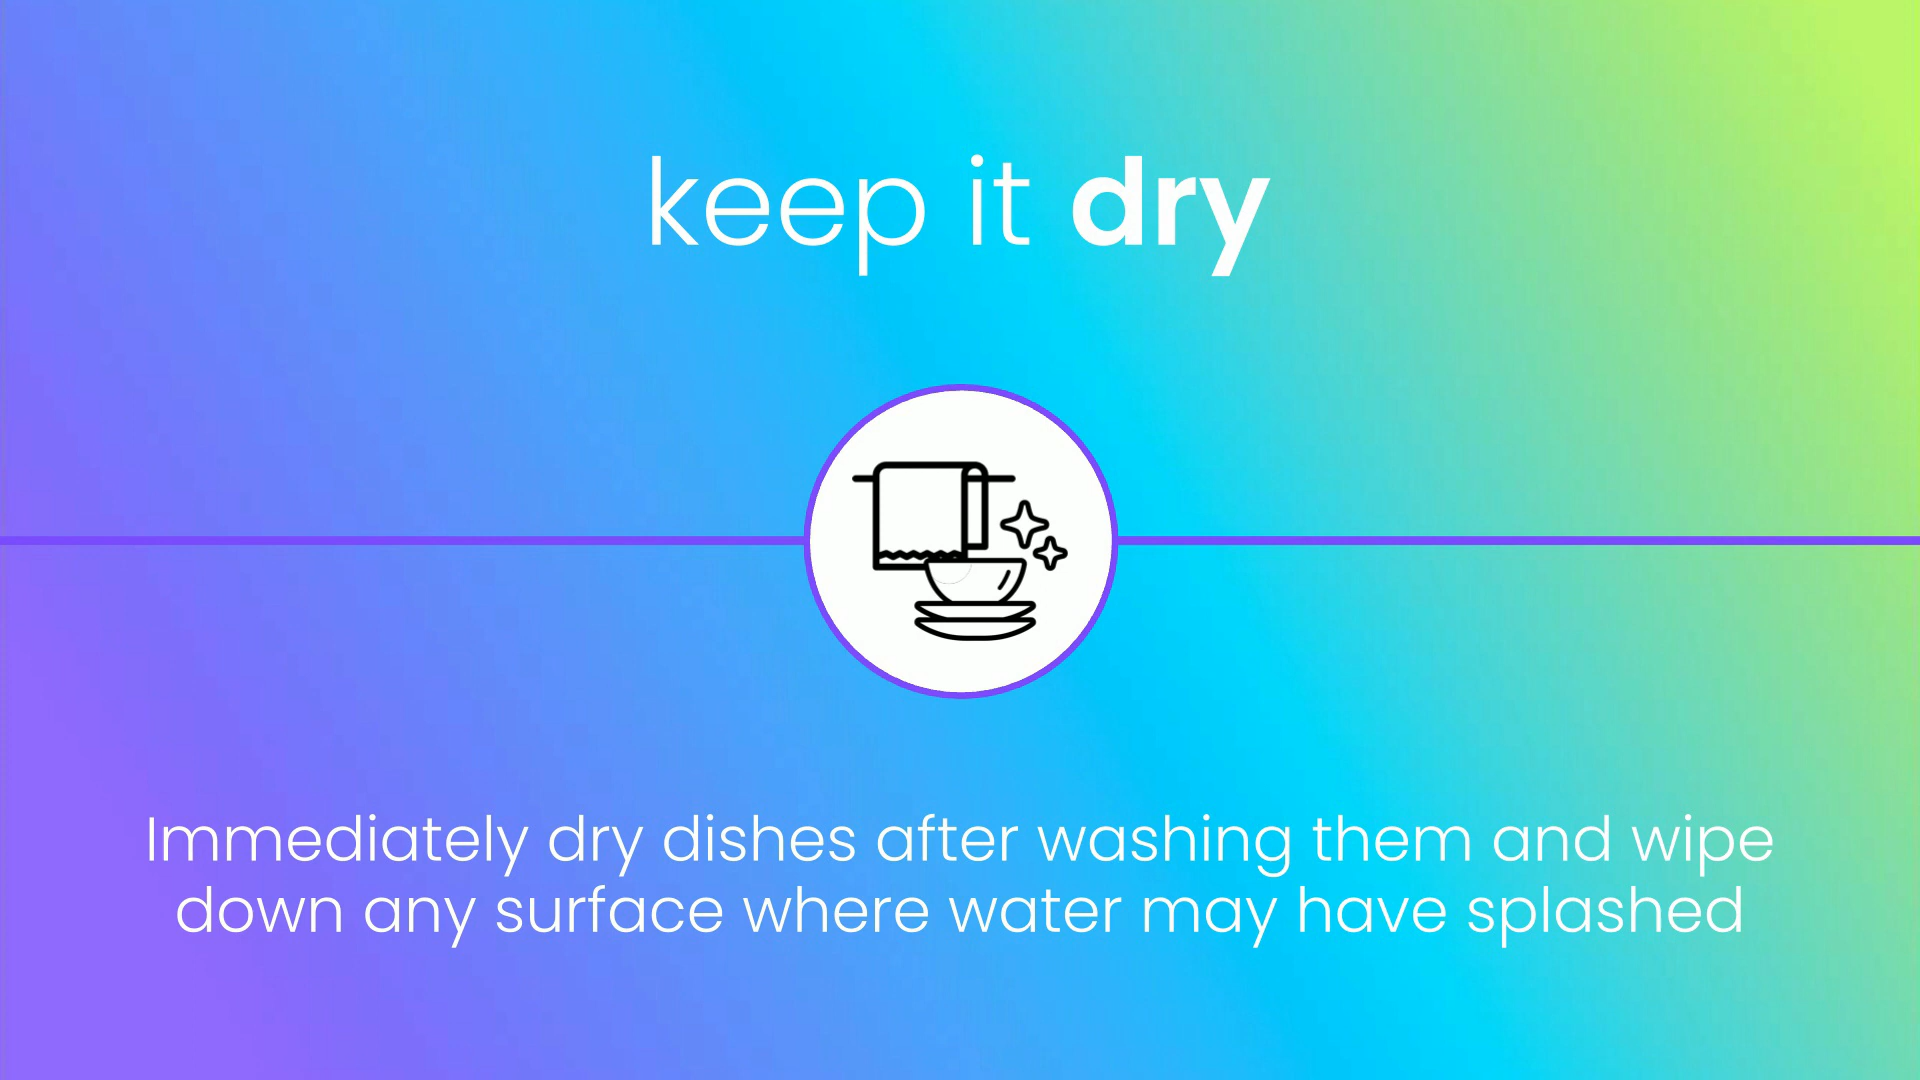 keep it dry
Immediately dry dishes after washing them and wipe
down any surface where water may have splashed